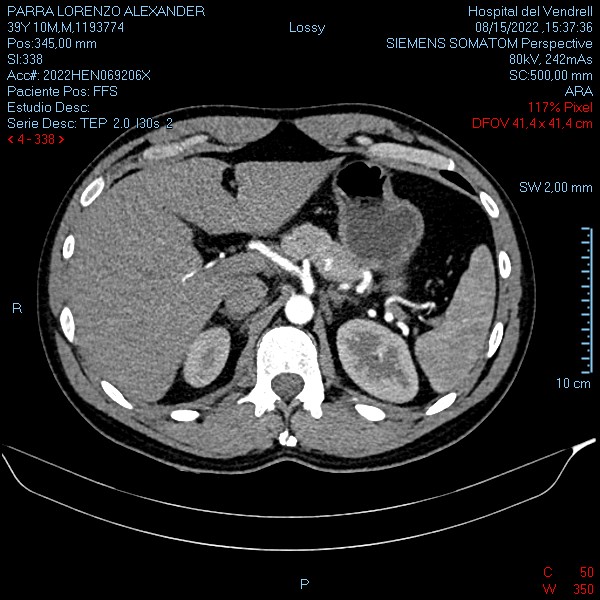 PARRA LORENZO ALEXANDER
39Y 10M,M,1193774
Pos:345,00 mm
SI:338
Acc#: 2022HEN069206X
Paciente Pos: FFS
Estudio Desc:
Serie Desc: TEP 2.0 I30s 2
< 4 - 338 >
Lossy
Hospital del Vendrell
08/15/2022 ,15:37:36
SIEMENS SOMATOM Perspective
80kV, 242mAs
SC:500,00 mm
ARA
117% Pixel
DFOV 41,4 x 41,4 cm
SW 2,00 mm
R
10 cm
P
C 50
W 350